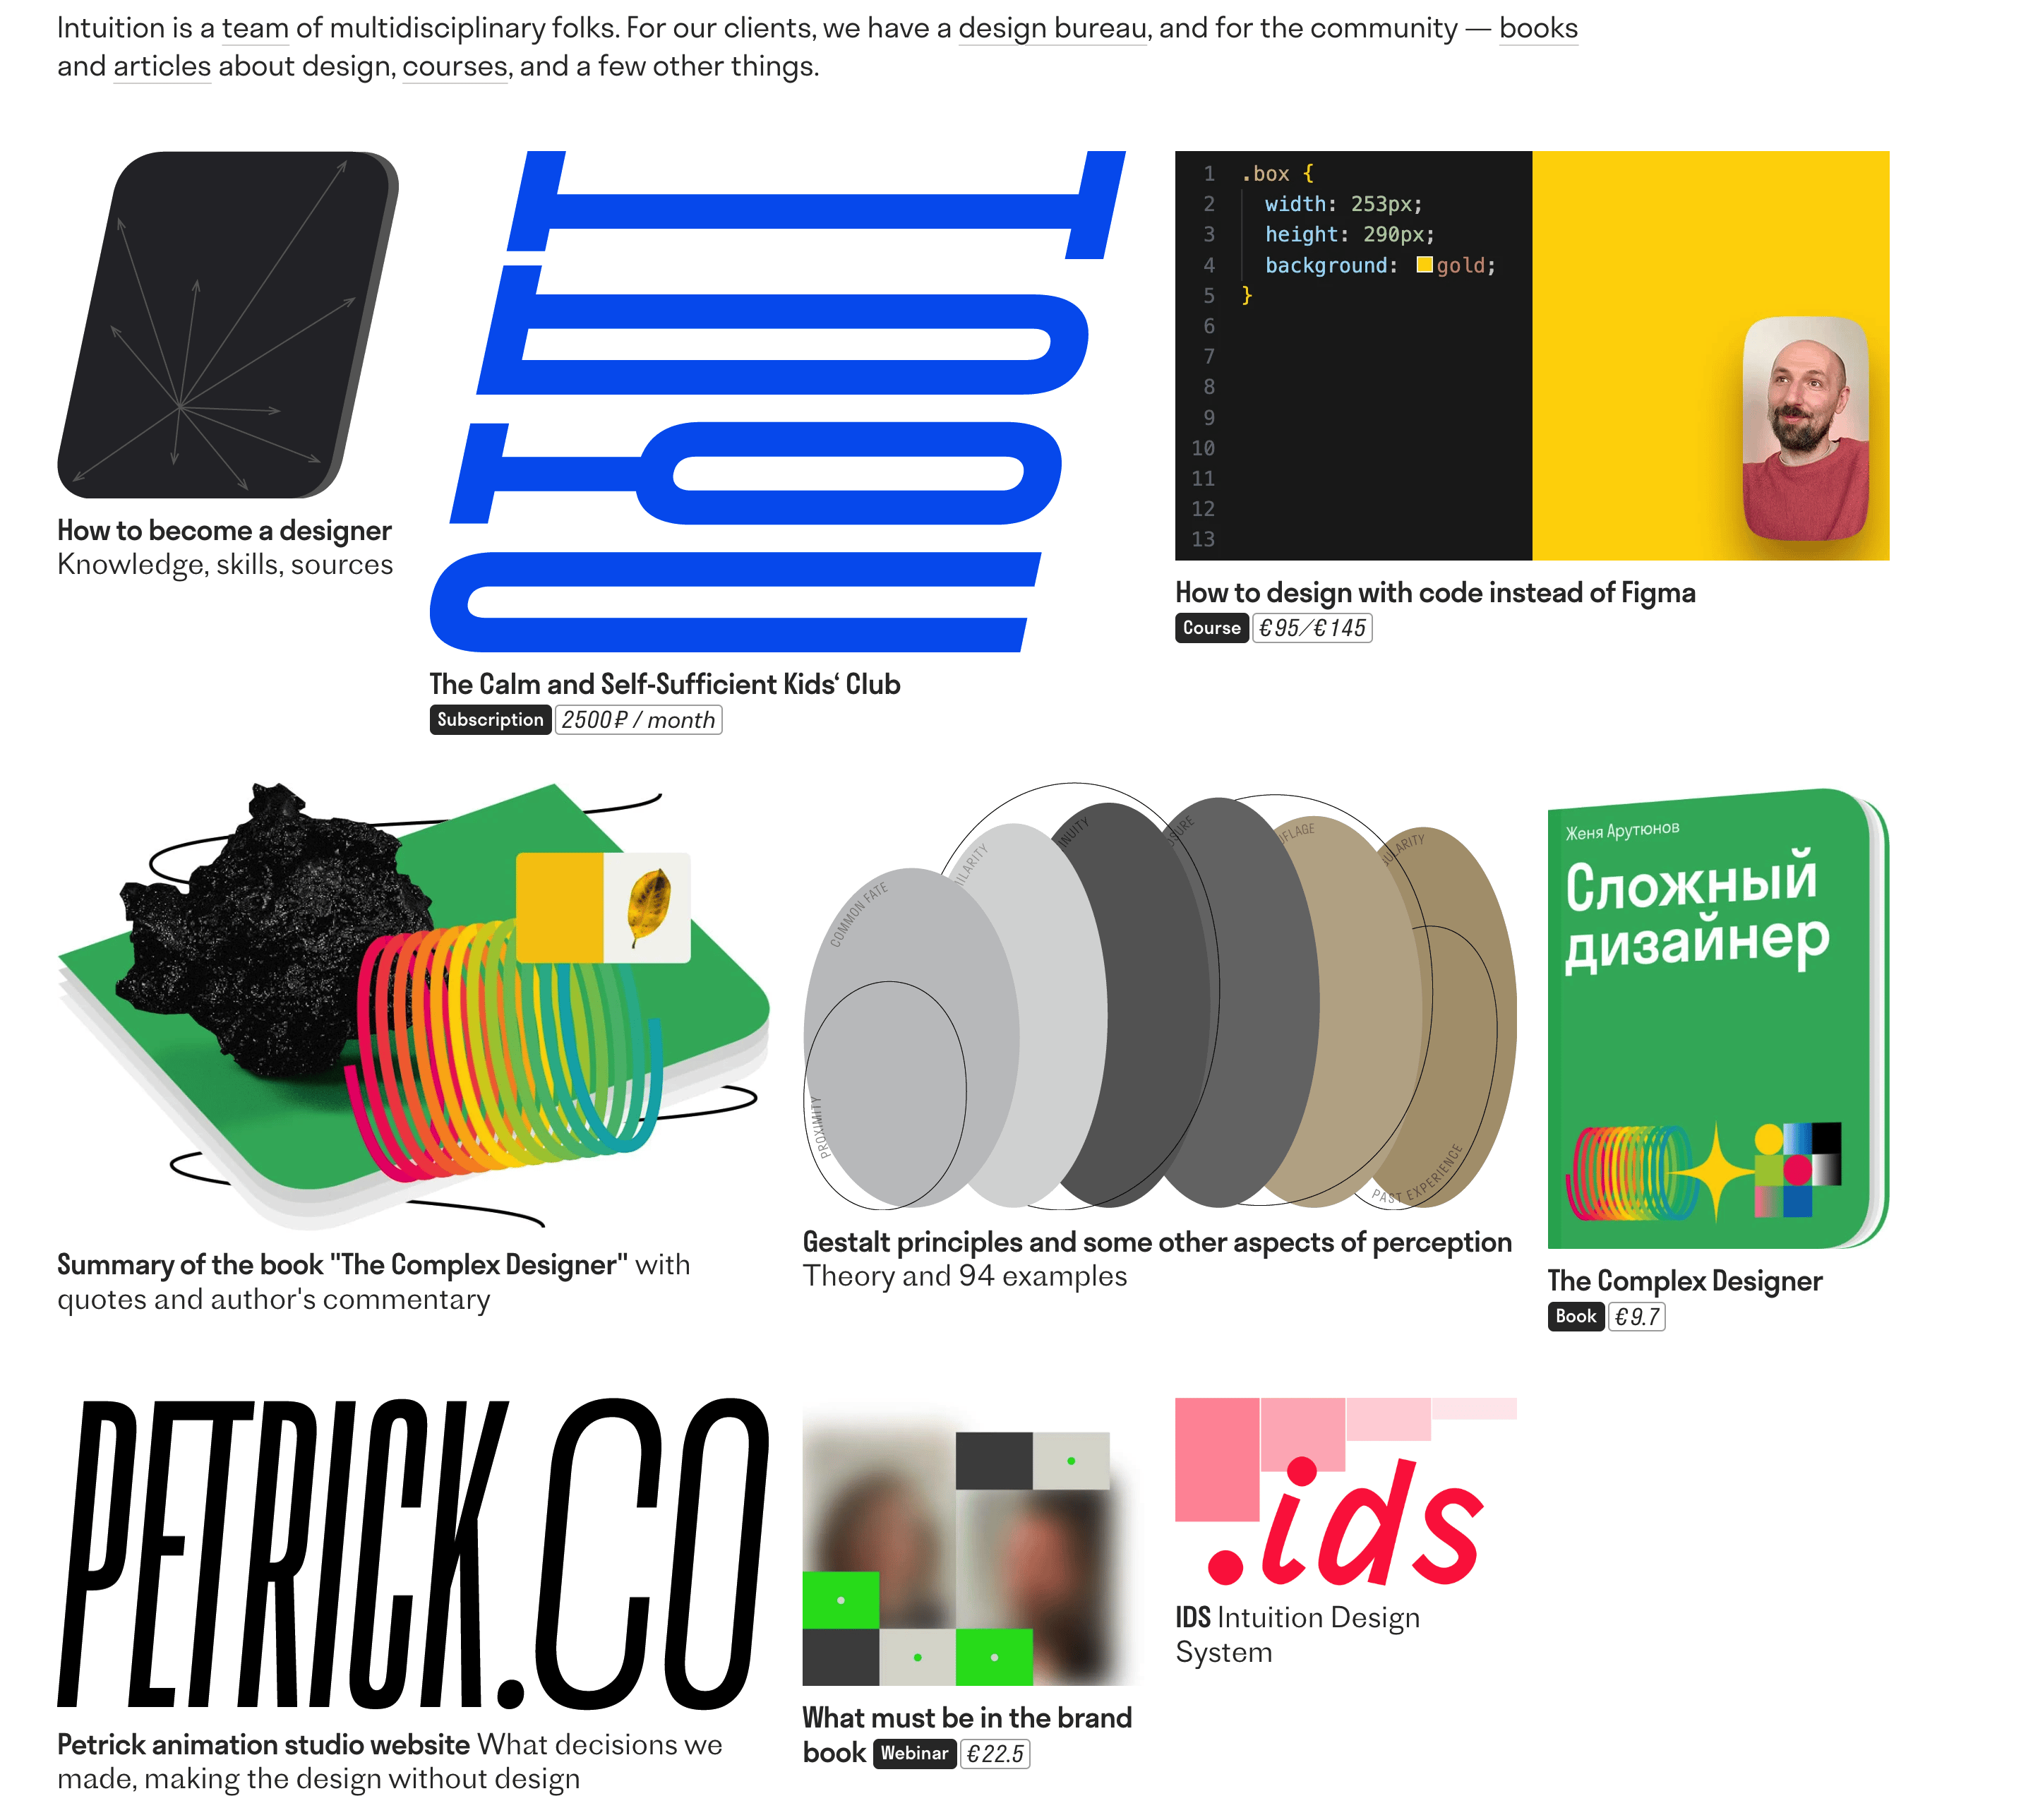 Intuition is a team of multidisciplinary folks. For our clients, we have a design bureau, and for the community — books
and articles about design, courses, and a few other things.
How to become a designer
Knowledge, skills, sources
The Calm and Self-Sufficient Kids‘ Club
Subscription 2500₽ / month
1 .box {
2 width: 253px;
3 height: 290px;
4 background: gold;
5 }
6
7
8
9
10
11
12
13
How to design with code instead of Figma
Course €95/€145
Summary of the book "The Complex Designer" with
quotes and author's commentary
COMMON FATE
PROXIMITY
ILARITY
INUITY
OSURE
UFLAGE
ULARITY
PAST EXPERIENCE
Gestalt principles and some other aspects of perception
Theory and 94 examples
Женя Арутюнов
Сложный
дизайнер
The Complex Designer
Book €9.7
PETRICK.CO
Petrick animation studio website What decisions we
made, making the design without design
What must be in the brand
book Webinar €22.5
.ids
IDS Intuition Design
System